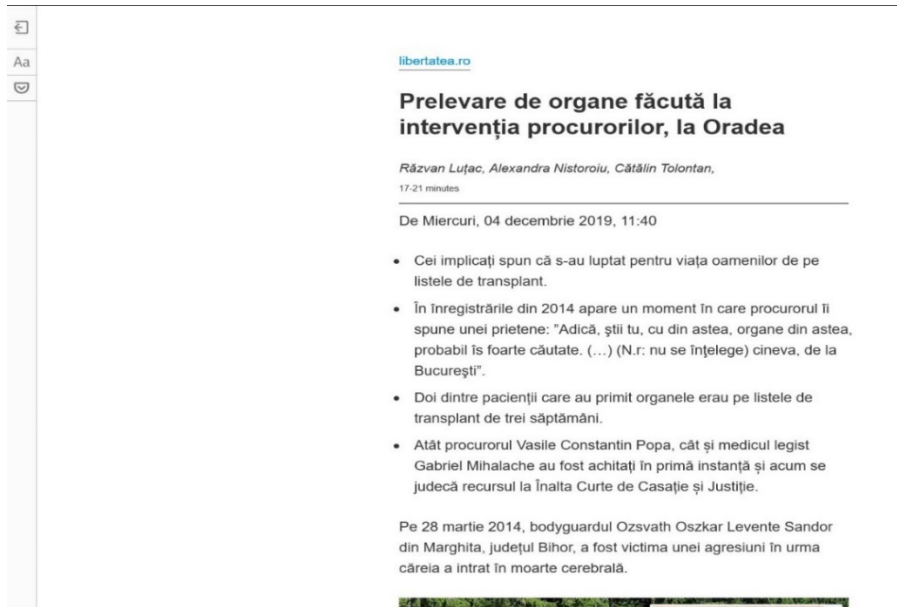 Aa
libertatea.ro
Prelevare de organe făcută la
intervenția procurorilor, la Oradea
Răzvan Luțac, Alexandra Nistoroiu, Cătălin Tolontan,
17-21 minutes
De Miercuri, 04 decembrie 2019, 11:40
• Cei implicați spun că s-au luptat pentru viața oamenilor de pe
listele de transplant.
• În înregistrările din 2014 apare un moment în care procurorul îi
spune unei prietene: ”Adică, știi tu, cu din astea, organe din astea,
probabil îs foarte căutate. (…) (N.r: nu se înţelege) cineva, de la
Bucureşti”.
• Doi dintre pacienții care au primit organele erau pe listele de
transplant de trei săptămâni.
• Atât procurorul Vasile Constantin Popa, cât și medicul legist
Gabriel Mihalache au fost achitați în primă instanță și acum se
judecă recursul la Înalta Curte de Casație și Justiție.
Pe 28 martie 2014, bodyguardul Ozsvath Oszkar Levente Sandor
din Marghita, județul Bihor, a fost victima unei agresiuni în urma
căreia a intrat în moarte cerebrală.